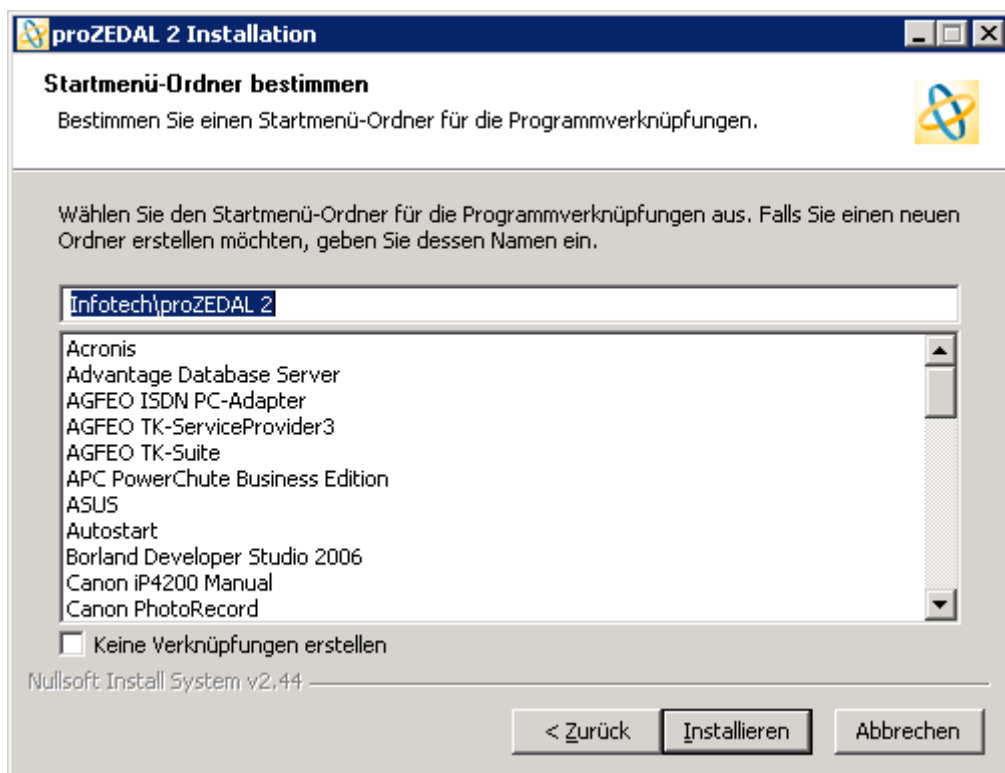 proZEDAL 2 Installation
Startmenü-Ordner bestimmen
Bestimmen Sie einen Startmenü-Ordner für die Programmverknüpfungen.
Wählen Sie den Startmenü-Ordner für die Programmverknüpfungen aus. Falls Sie einen neuen
Ordner erstellen möchten, geben Sie dessen Namen ein.
Infotech\proZEDAL 2
Acronis
Advantage Database Server
AGFEO ISDN PC-Adapter
AGFEO TK-ServiceProvider3
AGFEO TK-Suite
APC PowerChute Business Edition
ASUS
Autostart
Borland Developer Studio 2006
Canon iP4200 Manual
Canon PhotoRecord
Keine Verknüpfungen erstellen
Nullsoft Install System v2.44
< Zurück Installieren Abbrechen